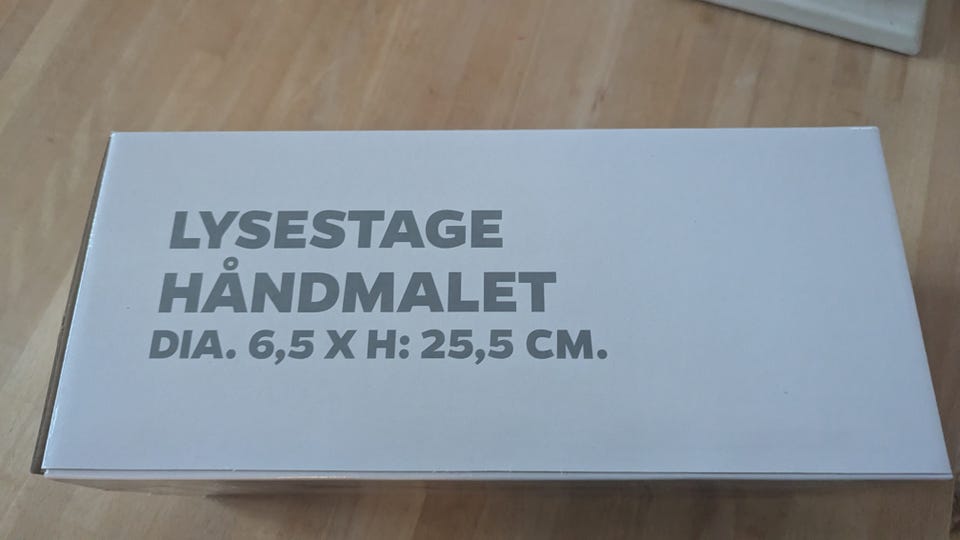 LYSESTAGE
HÅNDMALET
DIA. 6,5 X H: 25,5 CM.